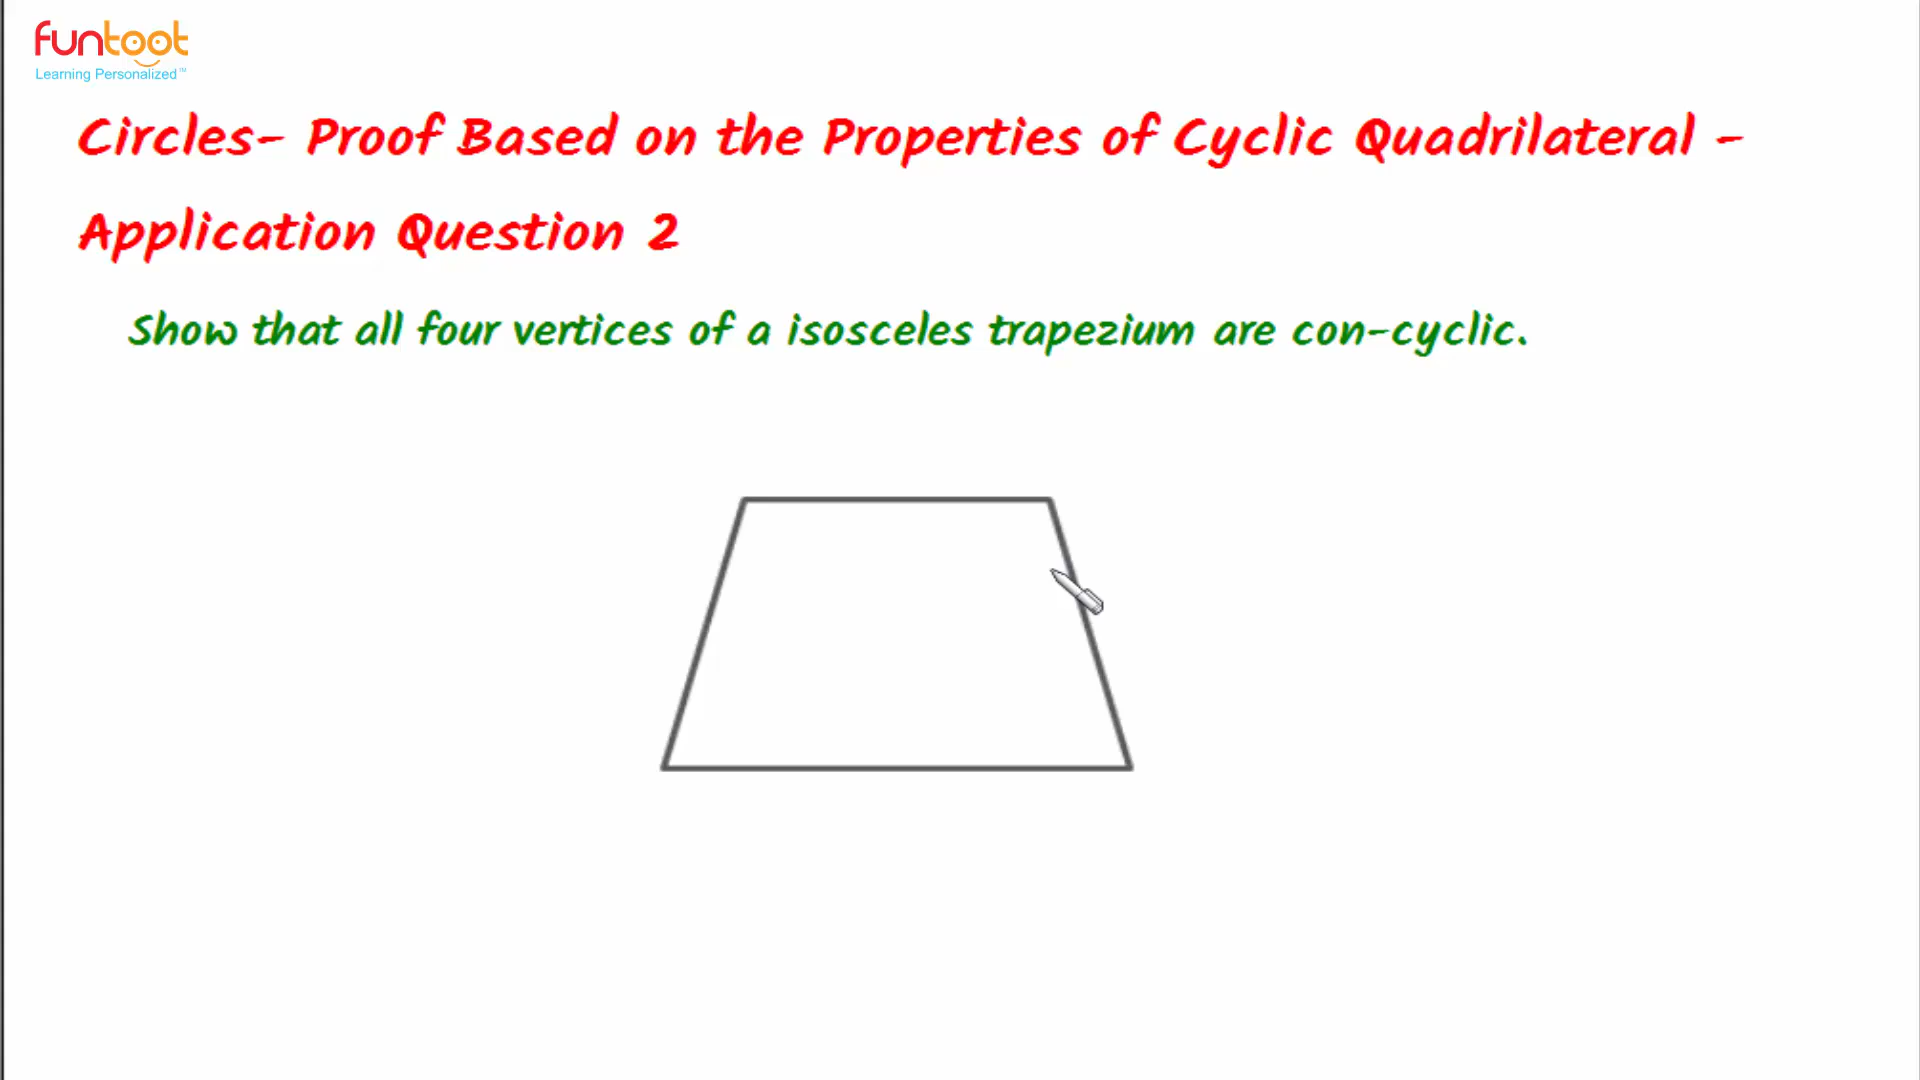 funtoot
Learning Personalized™
Circles- Proof Based on the Properties of Cyclic Quadrilateral -
Application Question 2
Show that all four vertices of a isosceles trapezium are con-cyclic.